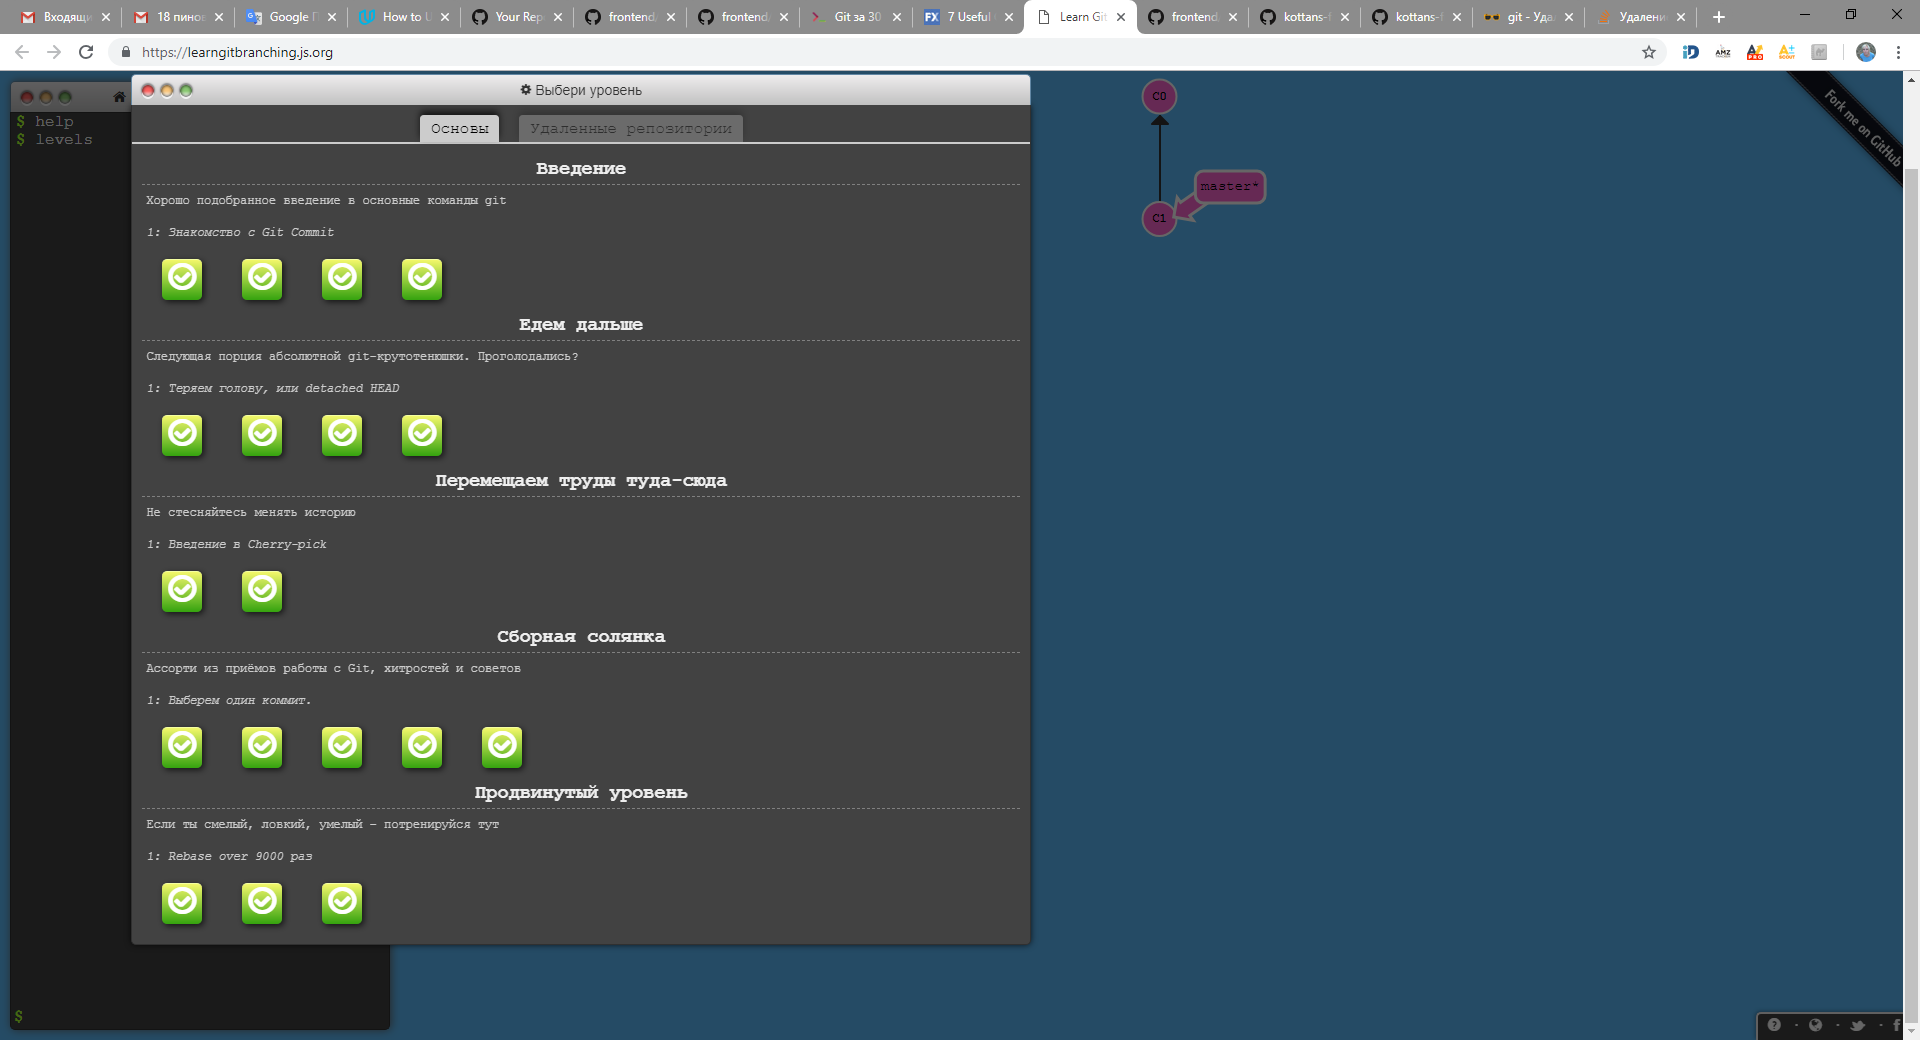 Входящи
18 пинов
Google П
How to U
Your Rep
frontend.
frontend.
Git за 30
7 Useful
Learn Git
frontend.
kottans-f
kottans-f
git - Уда
Удалени
https://learngitbranching.js.org
Выбери уровень
$ help
$ levels
Основы
Удаленные репозитории
Введение
Хорошо подобранное введение в основные команды git
1: Знакомство с Git Commit
Едем дальше
Следующая порция абсолютной git-крутотенюшки. Проголодались?
1: Теряем голову, или detached HEAD
Перемещаем труды туда-сюда
Не стесняйтесь менять историю
1: Введение в Cherry-pick
Сборная солянка
Ассорти из приёмов работы с Git, хитростей и советов
1: Выберем один коммит.
Продвинутый уровень
Если ты смелый, ловкий, умелый - потренируйся тут
1: Rebase over 9000 раз
$
C0
master*
C1
Fork me on GitHub